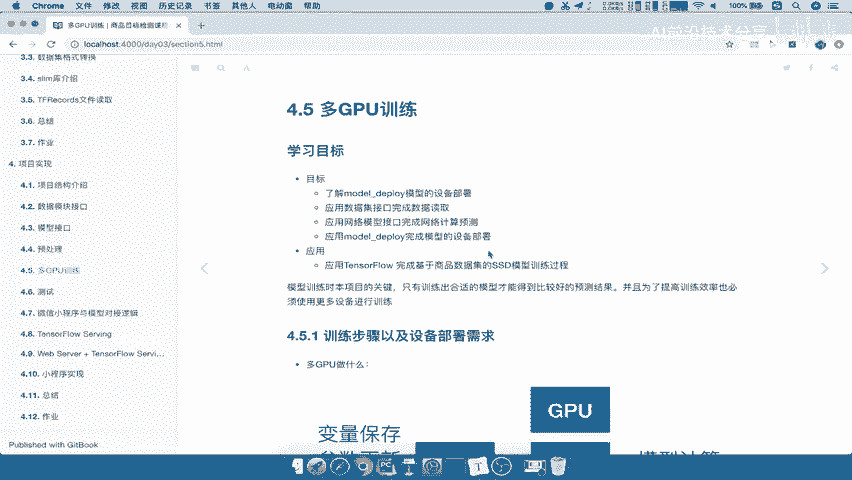 Chrome 文件 修改 视图 历史记录 书签 其他人 电动窗 帮助
100%
多GPU训练 | 商品目标检测课程
AI前沿技术分享
localhost:4000/day03/section5.html
3.3. 数据集格式转换
3.4. slim库介绍
3.5. TFRecords文件读取
3.6. 总结
3.7. 作业
4. 项目实现
4.1. 项目结构介绍
4.2. 数据模块接口
4.3. 模型接口
4.4. 预处理
4.5. 多GPU训练
4.6. 测试
4.7. 微信小程序与模型对接逻辑
4.8. TensorFlow Serving
4.9. Web Server + TensorFlow Servi...
4.10. 小程序实现
4.11. 总结
4.12. 作业
Published with GitBook
4.5 多GPU训练
学习目标
目标
了解model_deploy模型的设备部署
应用数据集接口完成数据读取
应用网络模型接口完成网络计算预测
应用model_deploy完成模型的设备部署
应用
应用TensorFlow 完成基于商品数据集的SSD模型训练过程
模型训练时本项目的关键，只有训练出合适的模型才能得到比较好的预测结果。并且为了提高训练效率也必
须使用更多设备进行训练
4.5.1 训练步骤以及设备部署需求
多GPU做什么：
GPU
变量保存
参数更新
模型计算